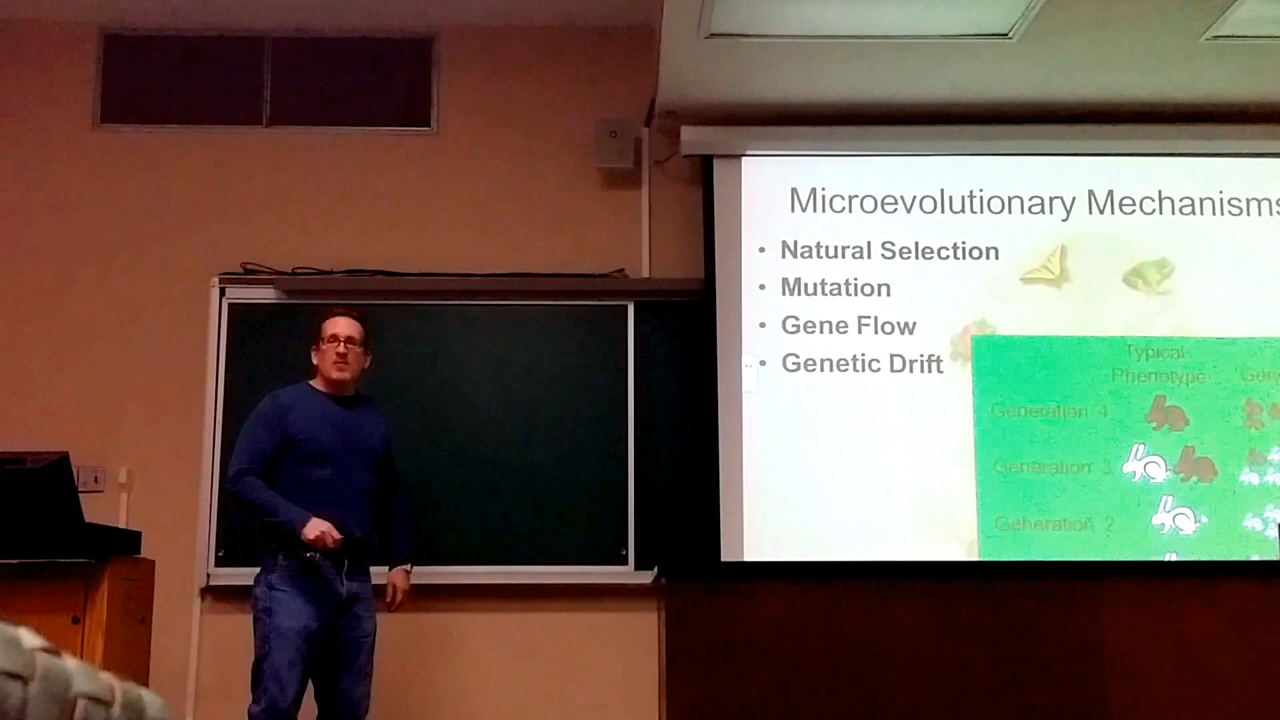 Microevolutionary Mechanisms
• Natural Selection
• Mutation
• Gene Flow
• Genetic Drift
Typical
Phenotype
Generation 4
Generation 3
Generation 2